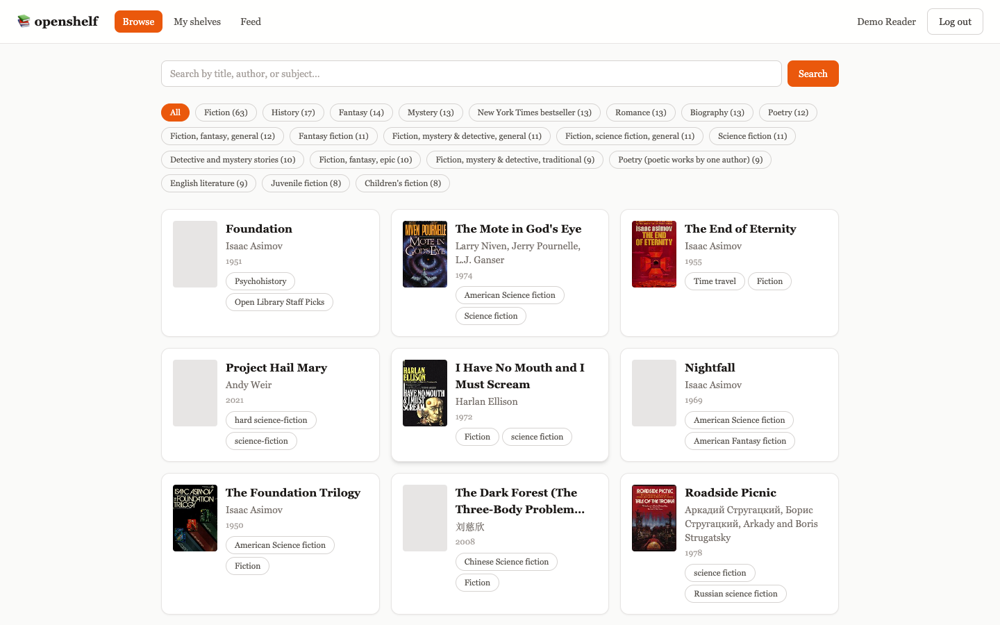 openshelf
Browse
My shelves
Feed
Demo Reader
Log out
Search by title, author, or subject...
Search
All
Fiction (63)
History (17)
Fantasy (14)
Mystery (13)
New York Times bestseller (13)
Romance (13)
Biography (13)
Poetry (12)
Fiction, fantasy, general (12)
Fantasy fiction (11)
Fiction, mystery & detective, general (11)
Fiction, science fiction, general (11)
Science fiction (11)
Detective and mystery stories (10)
Fiction, fantasy, epic (10)
Fiction, mystery & detective, traditional (9)
Poetry (poetic works by one author) (9)
English literature (9)
Juvenile fiction (8)
Children's fiction (8)
Foundation
Isaac Asimov
1951
Psychohistory
Open Library Staff Picks
NIVEN POURNELLE
MOTE IN
GOD'S EYE
The Mote in God's Eye
Larry Niven, Jerry Pournelle,
L.J. Ganser
1974
American Science fiction
Science fiction
isaac asimov
THE END
OF ETERNITY
The End of Eternity
Isaac Asimov
1955
Time travel
Fiction
Project Hail Mary
Andy Weir
2021
hard science-fiction
science-fiction
HARLAN
ELLISON
HAVE NO MOUTH
& I MUST
SCREAM
I Have No Mouth and I
Must Scream
Harlan Ellison
1972
Fiction
science fiction
Nightfall
Isaac Asimov
1969
American Science fiction
American Fantasy fiction
ISAAC ASIMOV
THE FOUNDATION
TRILOGY
The Foundation Trilogy
Isaac Asimov
1950
American Science fiction
Fiction
The Dark Forest (The
Three-Body Problem...
刘慈欣
2008
Chinese Science fiction
Fiction
ROADSIDE PICNIC
TALE OF THE TROIKA
Roadside Picnic
Аркадий Стругацкий, Борис
Стругацкий, Arkady and Boris
Strugatsky
1978
science fiction
Russian science fiction